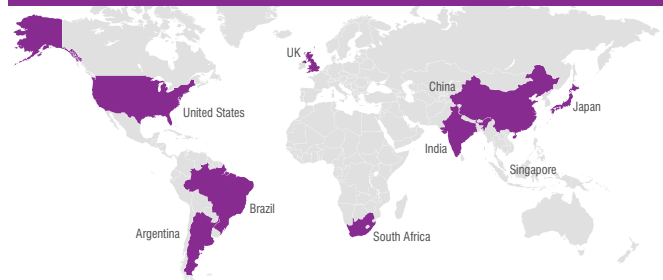 UK
China
United States
Japan
India
Singapore
Brazil
Argentina
South Africa